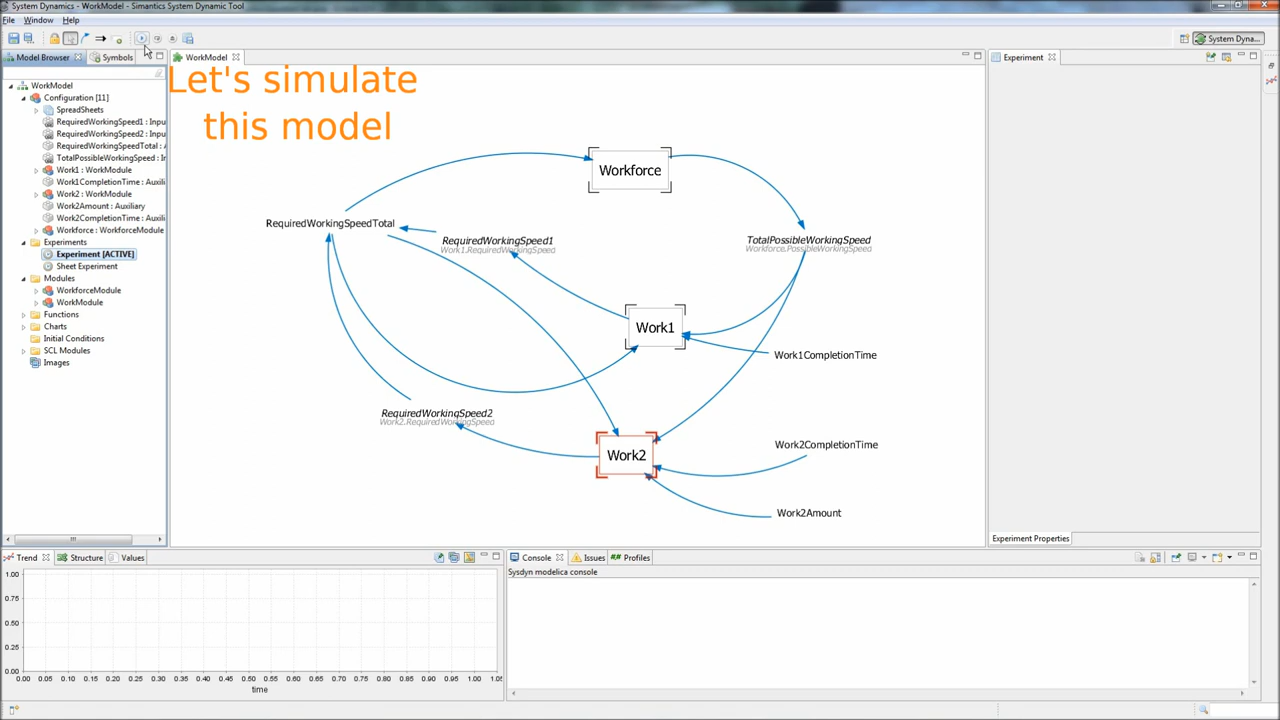 System Dynamics - WorkModel - Simantics System Dynamic Tool
File Window Help
System Dyna...
Model Browser Symbols
WorkModel
Experiment
Let's simulate
this model
WorkModel
Configuration [11]
SpreadSheets
RequiredWorkingSpeed1 : Inpu
RequiredWorkingSpeed2 : Inpu
RequiredWorkingSpeedTotal : A
TotalPossibleWorkingSpeed : In
Work1 : WorkModule
Work1CompletionTime : Auxili
Work2 : WorkModule
Work2Amount : Auxiliary
Work2CompletionTime : Auxili
Workforce : WorkforceModule
Experiments
Experiment [ACTIVE]
Sheet Experiment
Modules
WorkforceModule
WorkModule
Functions
Charts
Initial Conditions
SCL Modules
Images
Workforce
RequiredWorkingSpeedTotal
RequiredWorkingSpeed1
Work1.RequiredWorkingSpeed
TotalPossibleWorkingSpeed
Workforce.PossibleWorkingSpeed
Work1
Work1CompletionTime
RequiredWorkingSpeed2
Work2.RequiredWorkingSpeed
Work2
Work2CompletionTime
Work2Amount
Experiment Properties
Trend Structure Values
1.00
0.75
0.50
0.25
0.00
0.00 0.05 0.10 0.15 0.20 0.25 0.30 0.35 0.40 0.45 0.50 0.55 0.60 0.65 0.70 0.75 0.80 0.85 0.90 0.95 1.00 1.05
time
Console Issues Profiles
Sysdyn modelica console